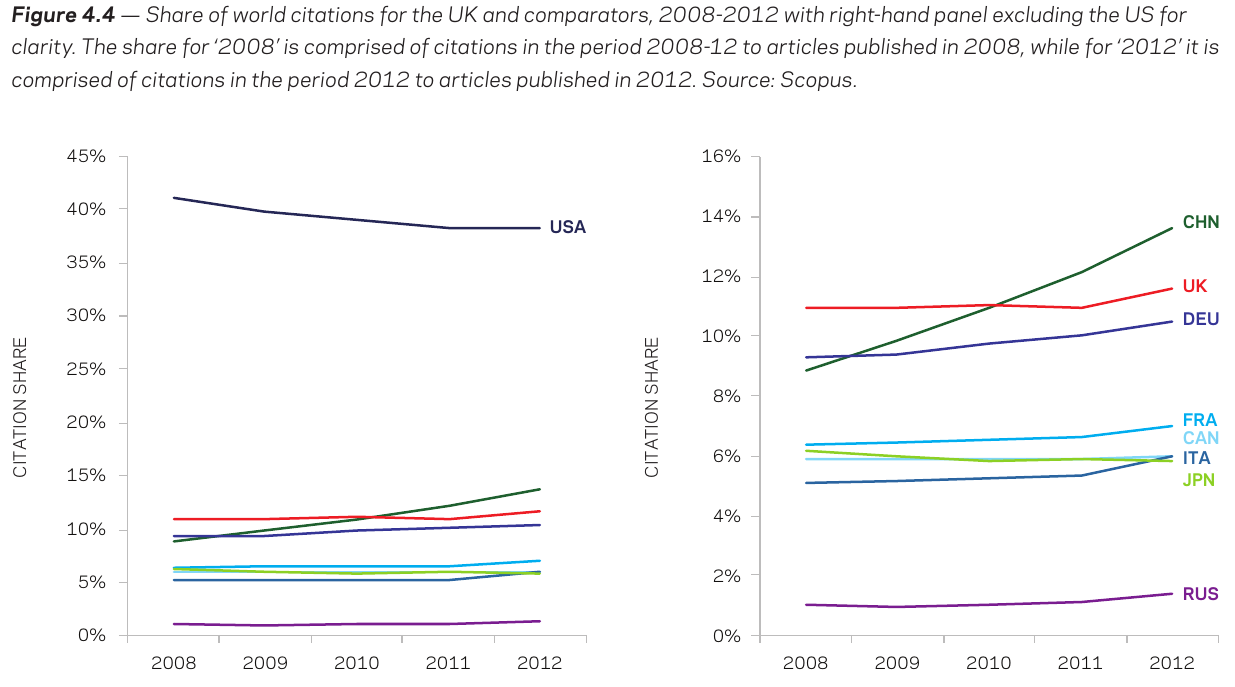 Figure 4.4 — Share of world citations for the UK and comparators, 2008-2012 with right-hand panel excluding the US for
clarity. The share for ‘2008’ is comprised of citations in the period 2008-12 to articles published in 2008, while for ‘2012’ it is
comprised of citations in the period 2012 to articles published in 2012. Source: Scopus.
CITATION SHARE
45%
40%
35%
30%
25%
20%
15%
10%
5%
0%
USA
2008 2009 2010 2011 2012
CITATION SHARE
16%
14%
12%
10%
8%
6%
4%
2%
0%
CHN
UK
DEU
FRA
CAN
ITA
JPN
RUS
2008 2009 2010 2011 2012